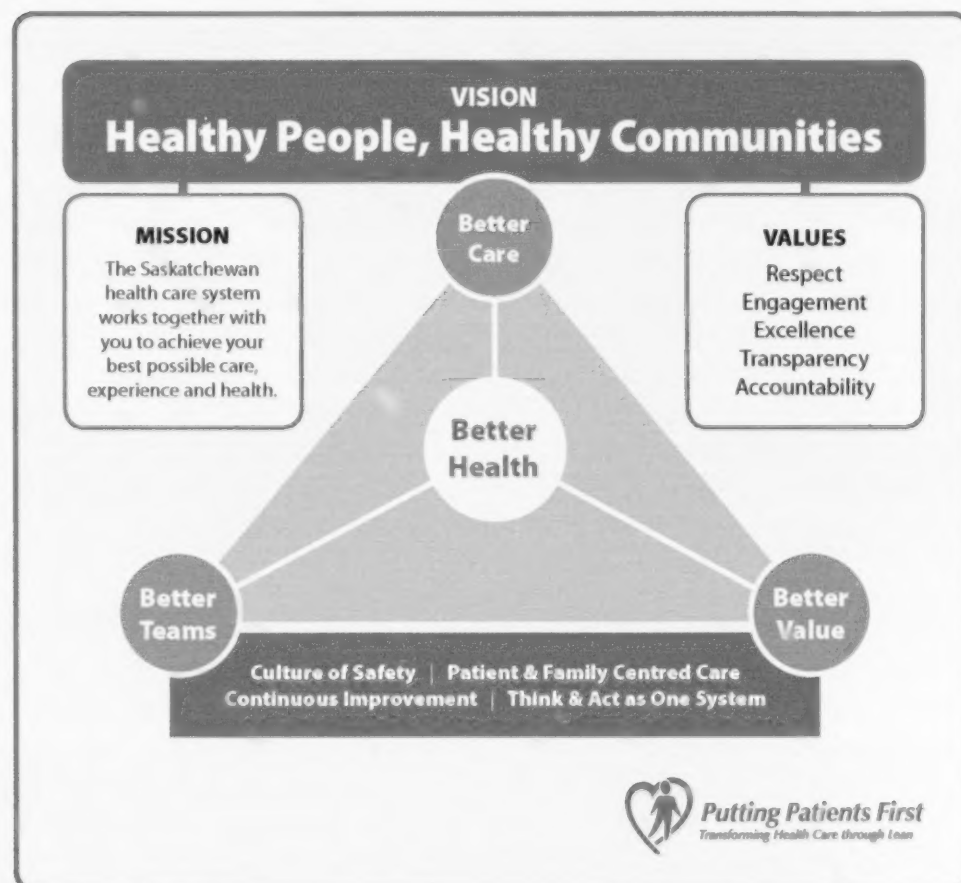 VISION
Healthy People, Healthy Communities
MISSION
The Saskatchewan
health care system
works together with
you to achieve your
best possible care,
experience and health.
Better
Care
VALUES
Respect
Engagement
Excellence
Transparency
Accountability
Better
Health
Better
Teams
Better
Value
Culture of Safety | Patient & Family Centred Care
Continuous Improvement | Think & Act as One System
Putting Patients First
Transforming Health Care through Lean